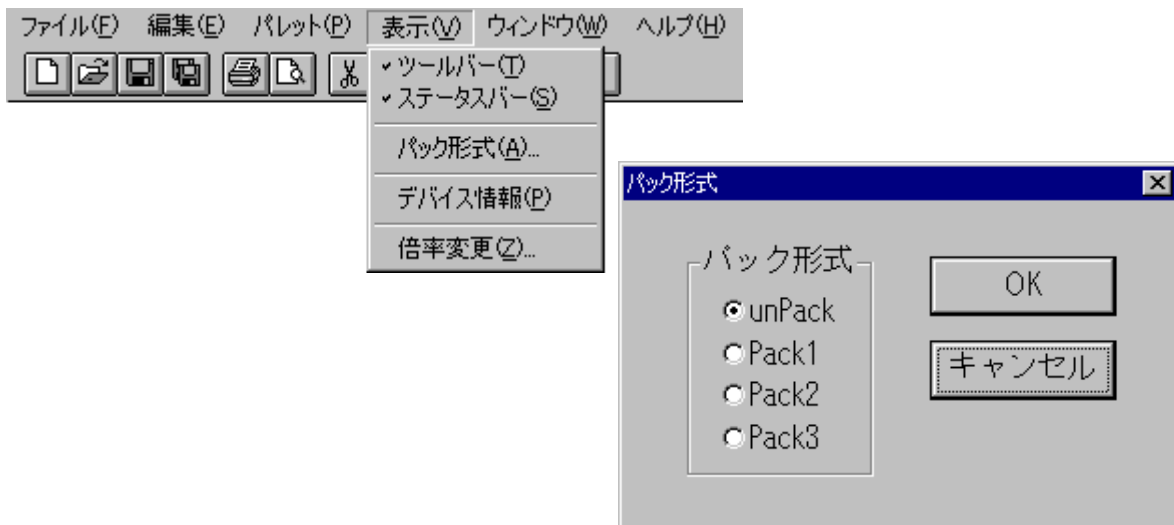 ファイル(F) 編集(E) パレット(P) 表示(V) ウィンドウ(W) ヘルプ(H)
ツールバー(T)
ステータスバー(S)
パック形式(A)...
デバイス情報(P)
倍率変更(Z)...
パック形式
パック形式
unPack
Pack1
Pack2
Pack3
OK
キャンセル